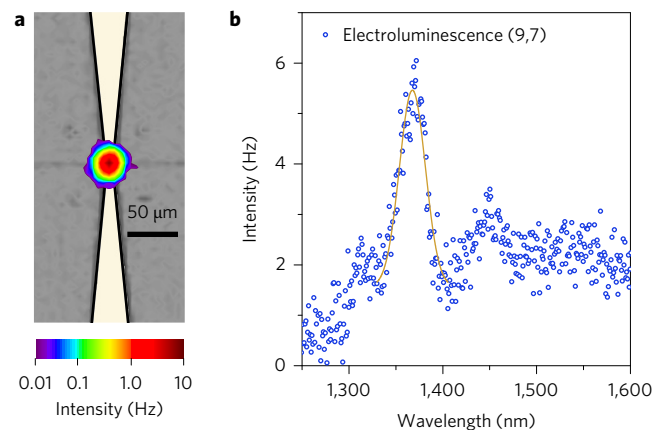 a
50 µm
0.01 0.1 1.0 10
Intensity (Hz)
b
Electroluminescence (9,7)
6
4
2
0
Intensity (Hz)
1,300 1,400 1,500 1,600
Wavelength (nm)